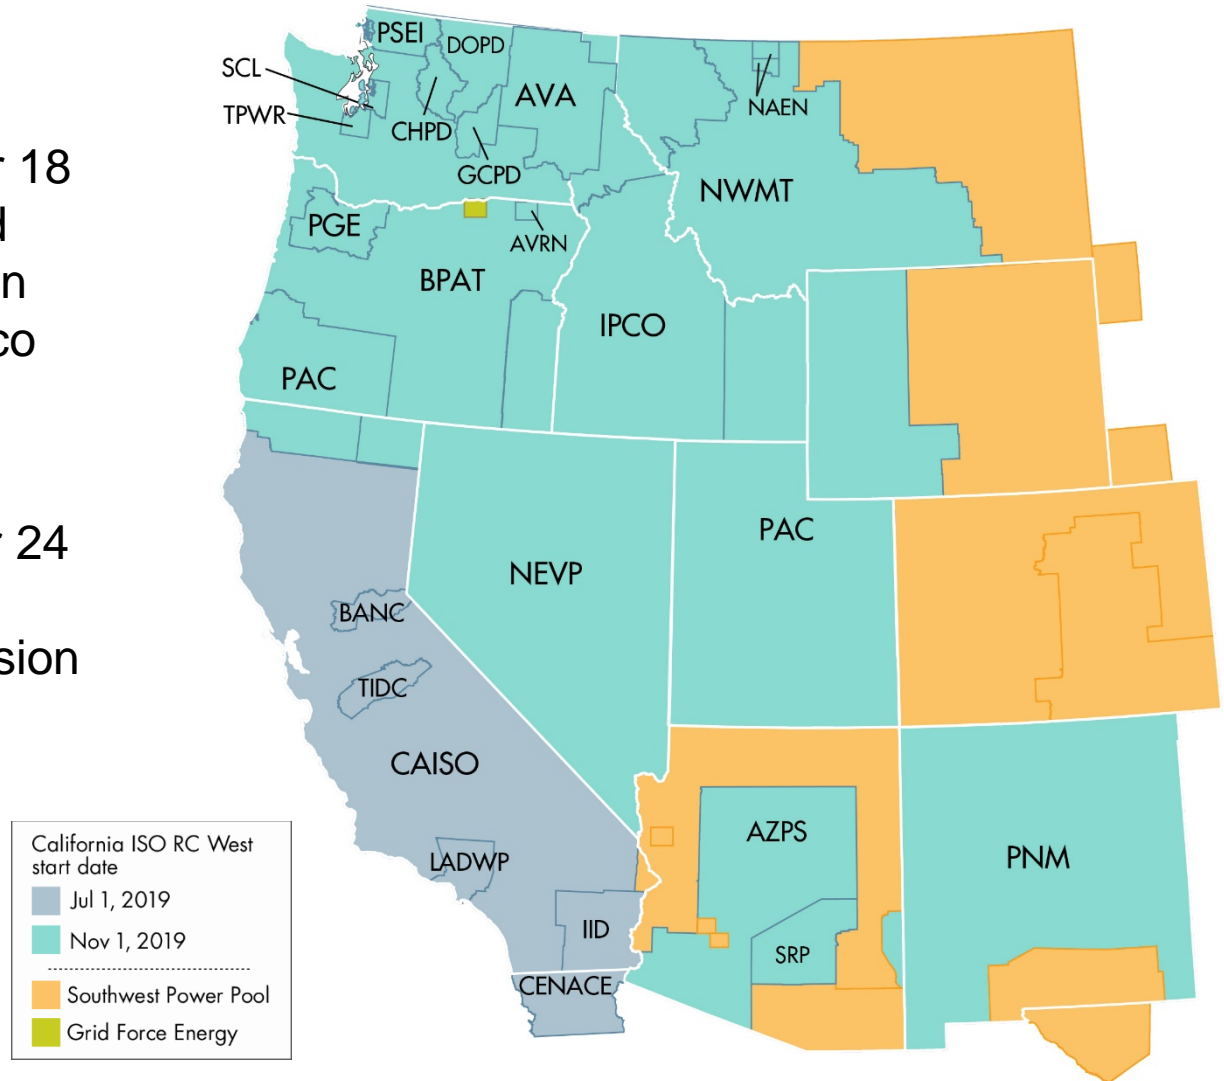 r 18
d
n
co
r 24
sion
PSEI
DOPD
SCL
AVA
TPWR
CHPD
NAEN
GCPD
NWMT
PGE
AVRN
BPAT
IPCO
PAC
PAC
NEVP
BANC
TIDC
CAISO
AZPS
PNM
LADWP
IID
SRP
CENACE
California ISO RC West
start date
Jul 1, 2019
Nov 1, 2019
Southwest Power Pool
Grid Force Energy